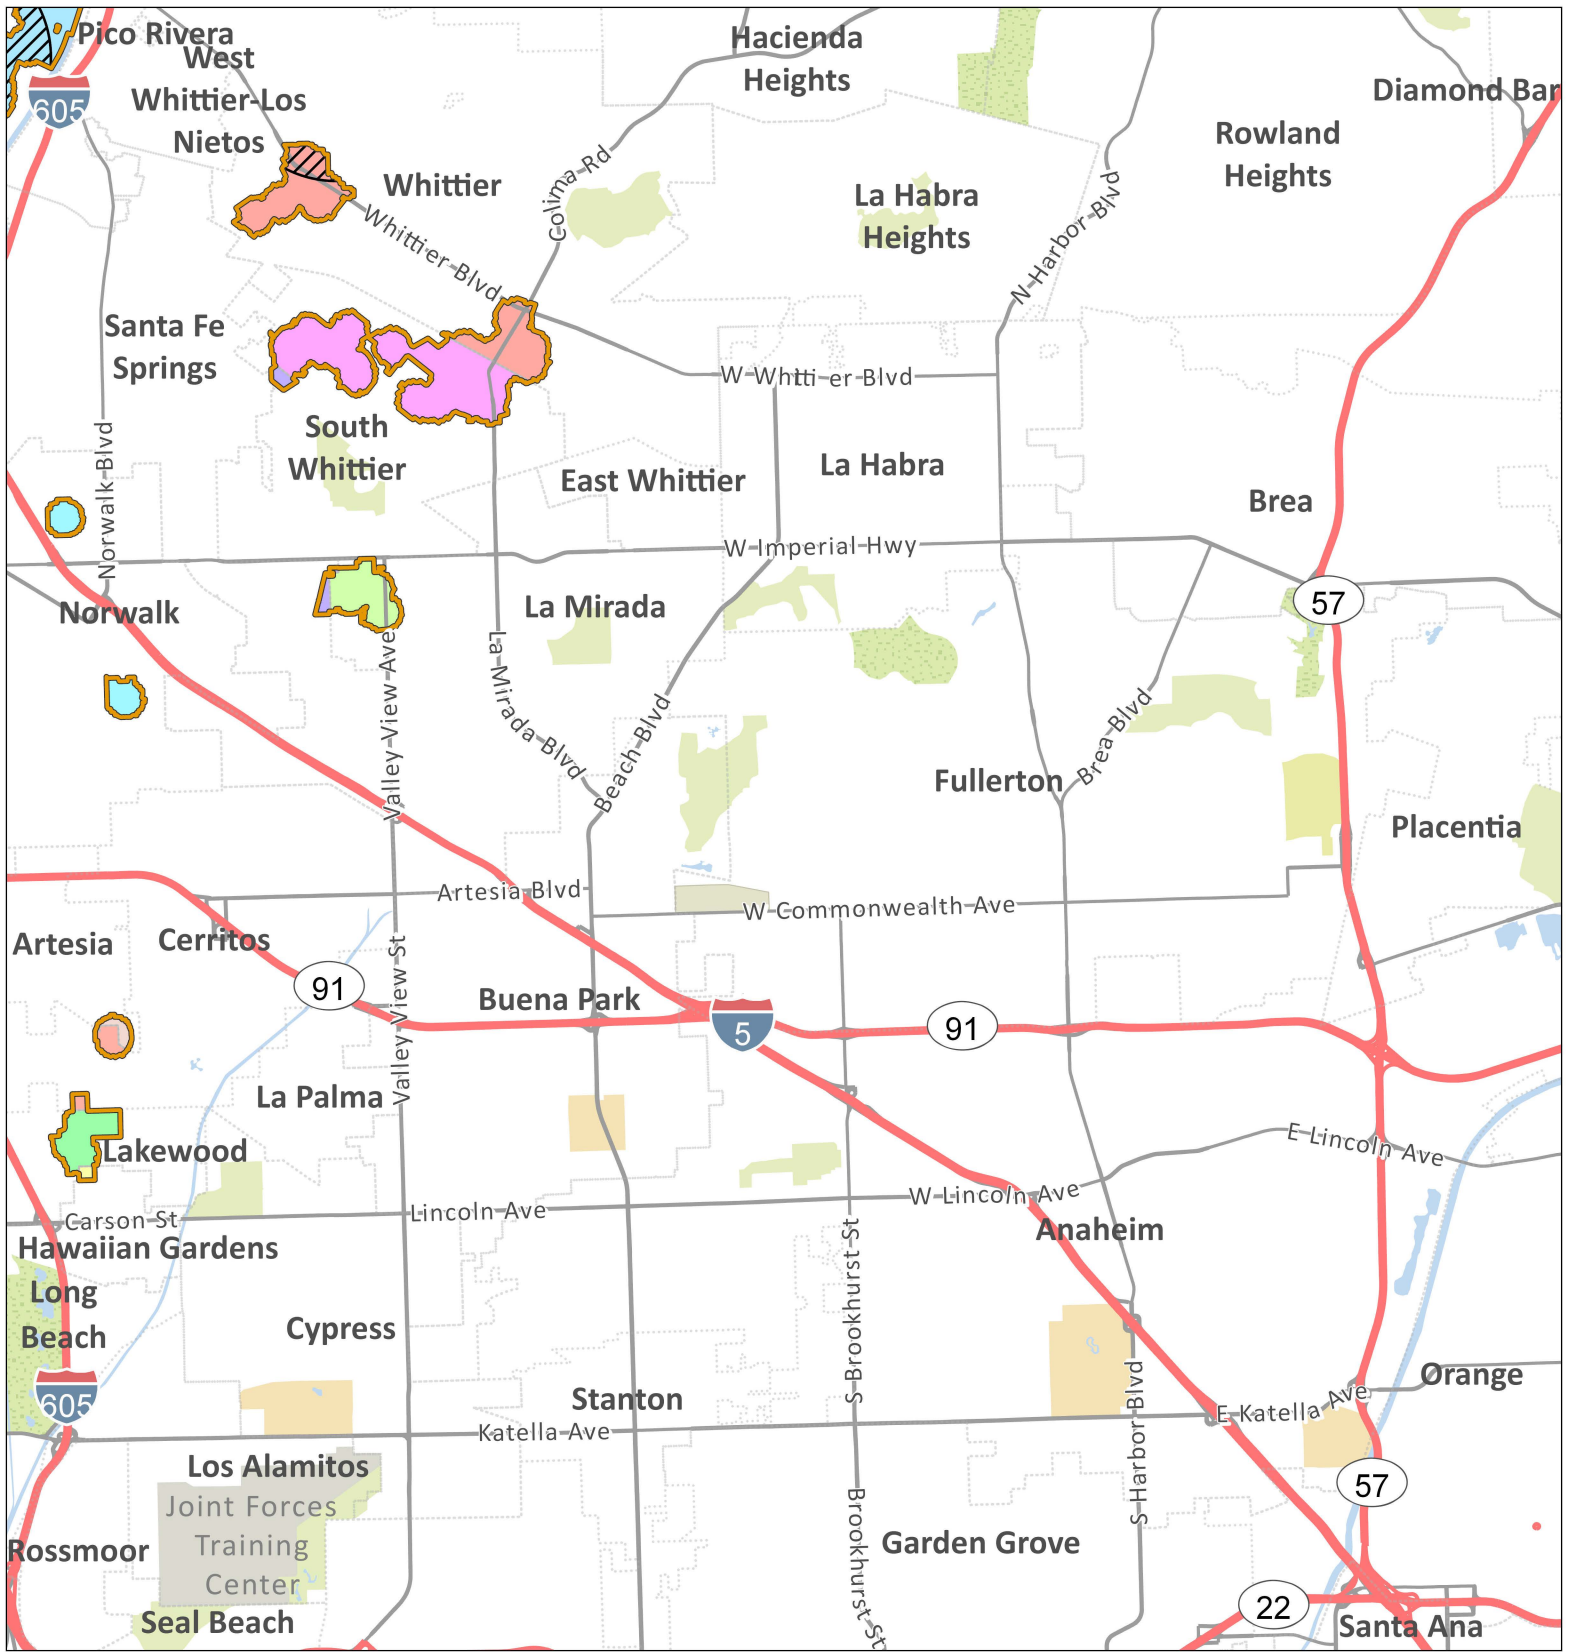 Pico Rivera
West
Whittier-Los
Nietos
605
Hacienda
Heights
Diamond Bar
Rowland
Heights
Whittier
Colima Rd
La Habra
Heights
N Harbor Blvd
Whittier Blvd
Santa Fe
Springs
W Whitti er Blvd
South
Whittier
La Habra
East Whittier
Brea
Norwalk Blvd
W Imperial Hwy
57
Norwalk
La Mirada
La Mirada Blvd
Valley View Ave
Beach Blvd
Brea Blvd
Fullerton
Placentia
Artesia Blvd
W Commonwealth Ave
Artesia
Cerritos
91
Valley View St
Buena Park
5
91
La Palma
Lakewood
E Lincoln Ave
W Lincoln Ave
Lincoln Ave
Carson St
Anaheim
Hawaiian Gardens
Long
Beach
S Brookhurst St
Cypress
605
Stanton
Orange
E Katella Ave
Katella Ave
S Harbor Blvd
Los Alamitos
Joint Forces
Training
Center
57
Brookhurst St
Garden Grove
Rossmoor
Seal Beach
22
Santa Ana